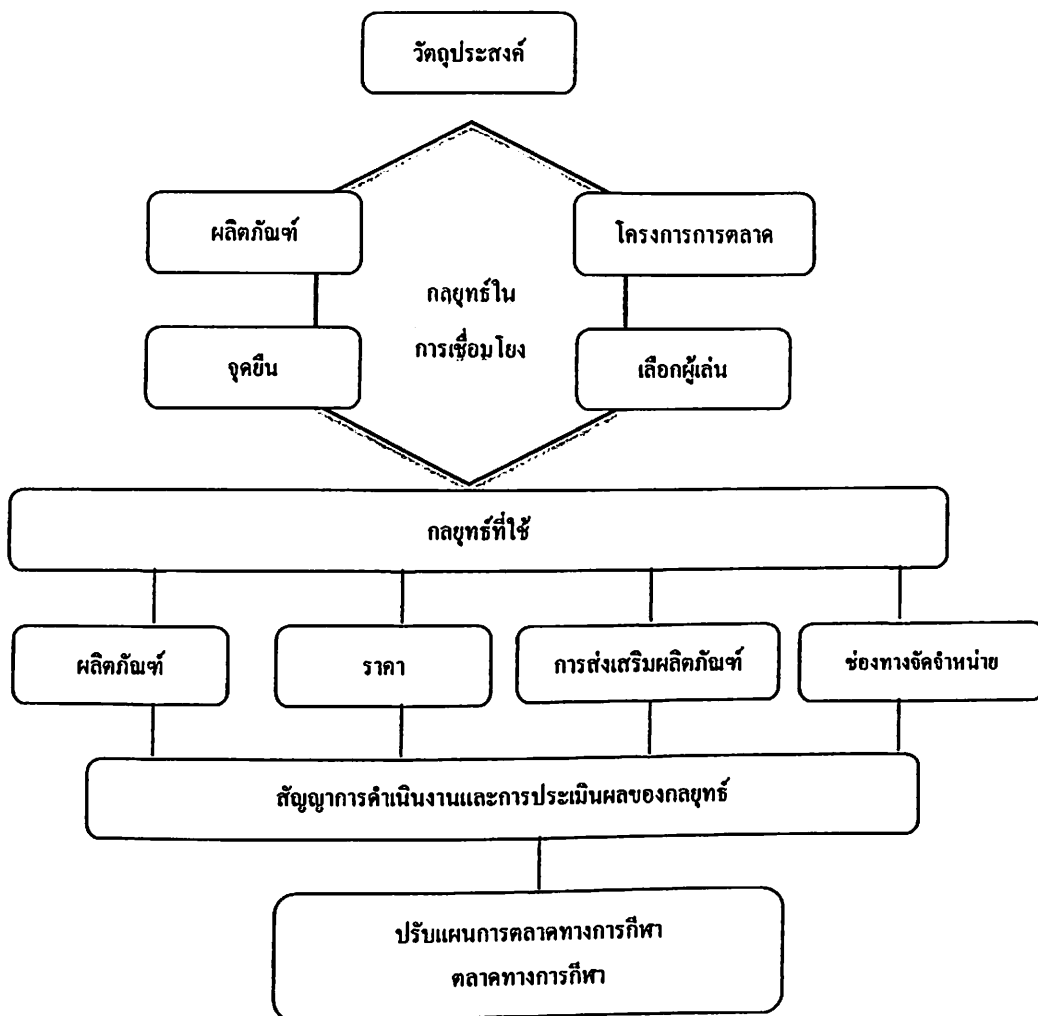 วัตถุประสงค์
ผลิตภัณฑ์
โครงการการตลาด
กลยุทธ์ใน
การเชื่อมโยง
จุดยืน
เลือกผู้เล่น
กลยุทธ์ที่ใช้
ผลิตภัณฑ์
ราคา
การส่งเสริมผลิตภัณฑ์
ช่องทางจัดจำหน่าย
สัญญาการดำเนินงานและการประเมินผลของกลยุทธ์
ปรับแผนการตลาดทางการกีฬา
ตลาดทางการกีฬา